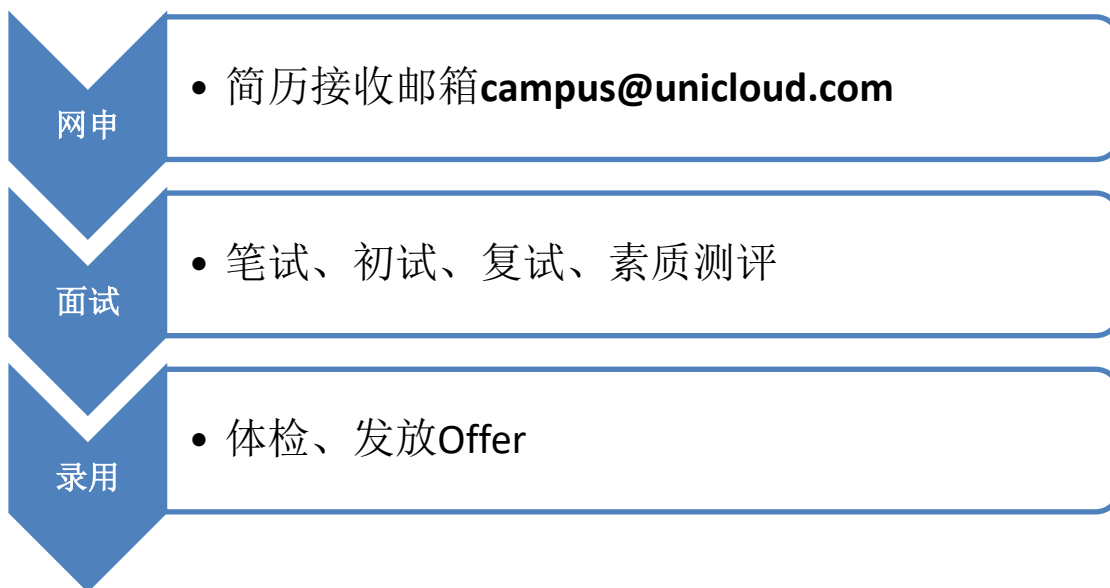 网申
• 简历接收邮箱campus@unicloud.com
面试
• 笔试、初试、复试、素质测评
录用
• 体检、发放Offer